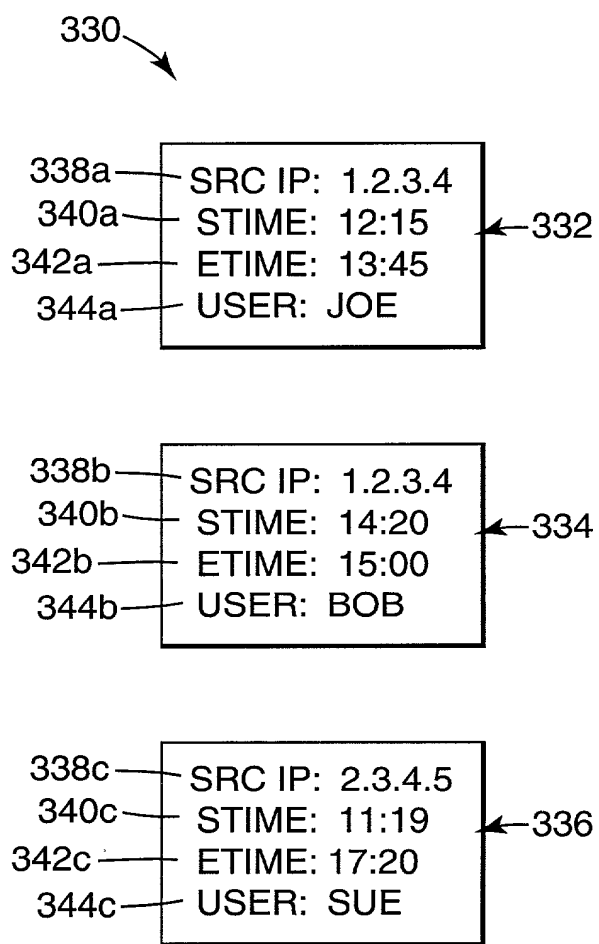 330
338a SRC IP: 1.2.3.4
340a STIME: 12:15 332
342a ETIME: 13:45
344a USER: JOE
338b SRC IP: 1.2.3.4
340b STIME: 14:20 334
342b ETIME: 15:00
344b USER: BOB
338c SRC IP: 2.3.4.5
340c STIME: 11:19 336
342c ETIME: 17:20
344c USER: SUE